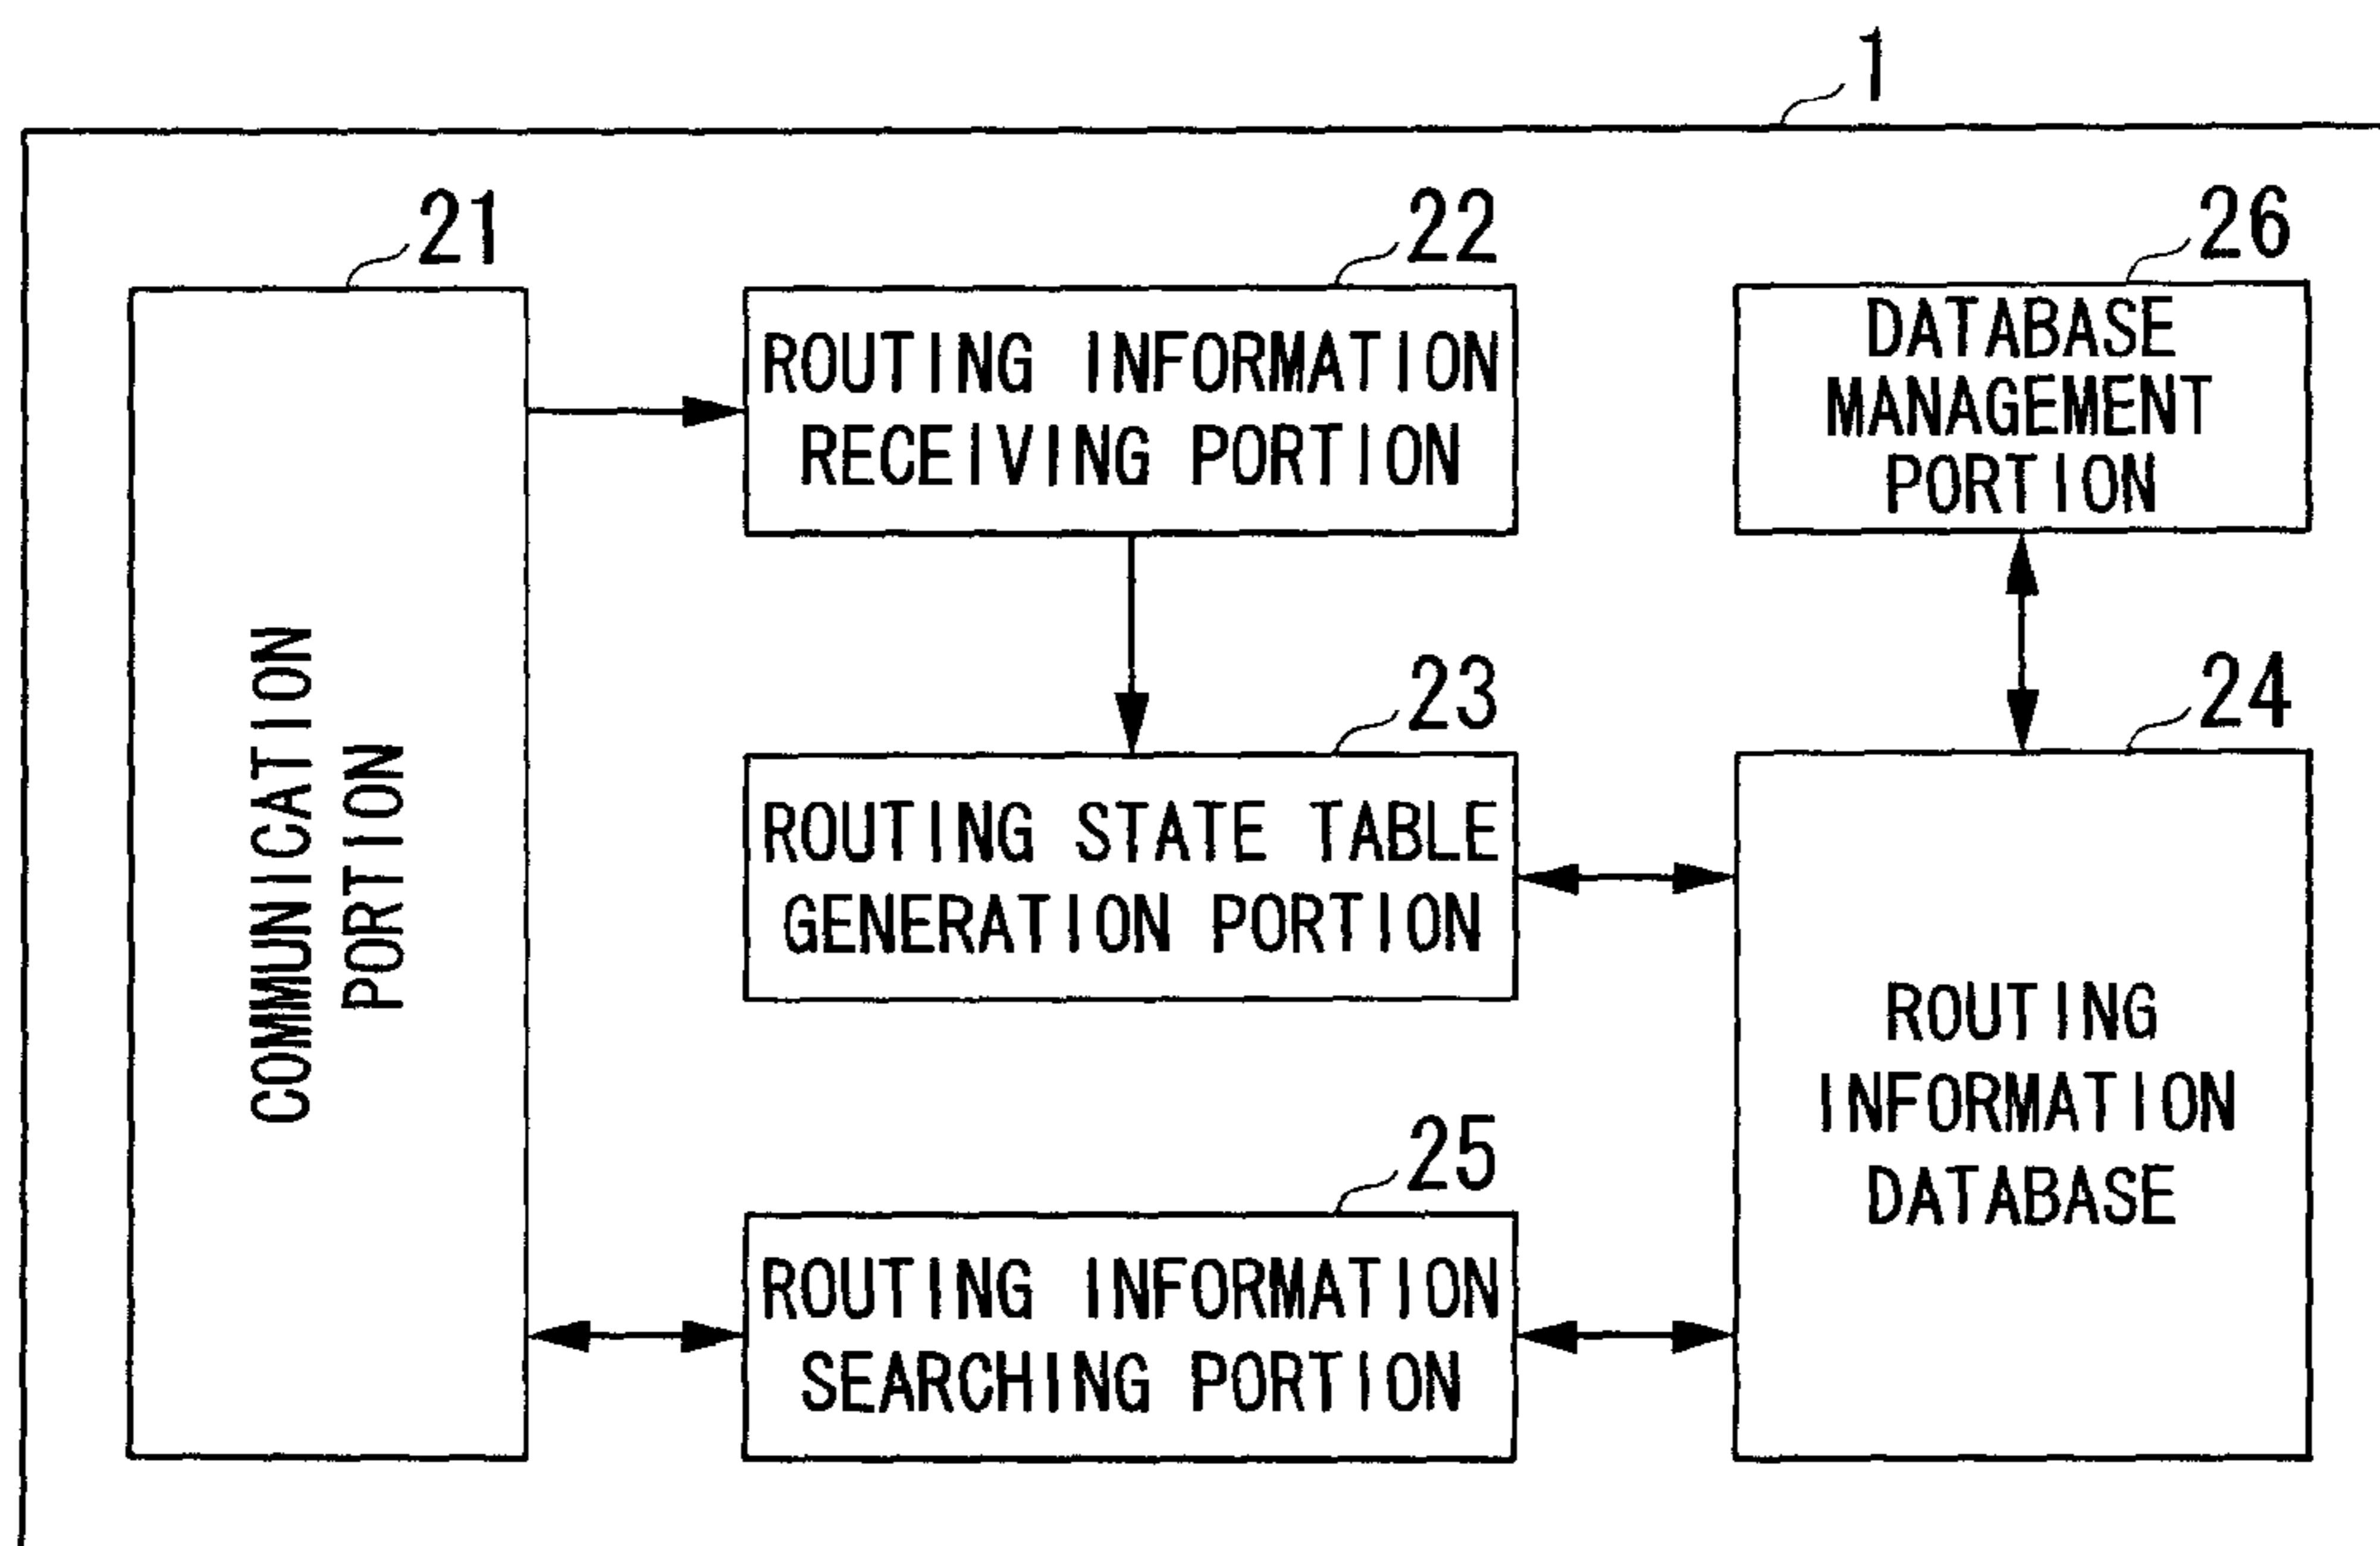 1
21
COMMUNICATION
PORTION
22
ROUTING INFORMATION
RECEIVING PORTION
26
DATABASE
MANAGEMENT
PORTION
23
ROUTING STATE TABLE
GENERATION PORTION
24
ROUTING
INFORMATION
DATABASE
25
ROUTING INFORMATION
SEARCHING PORTION